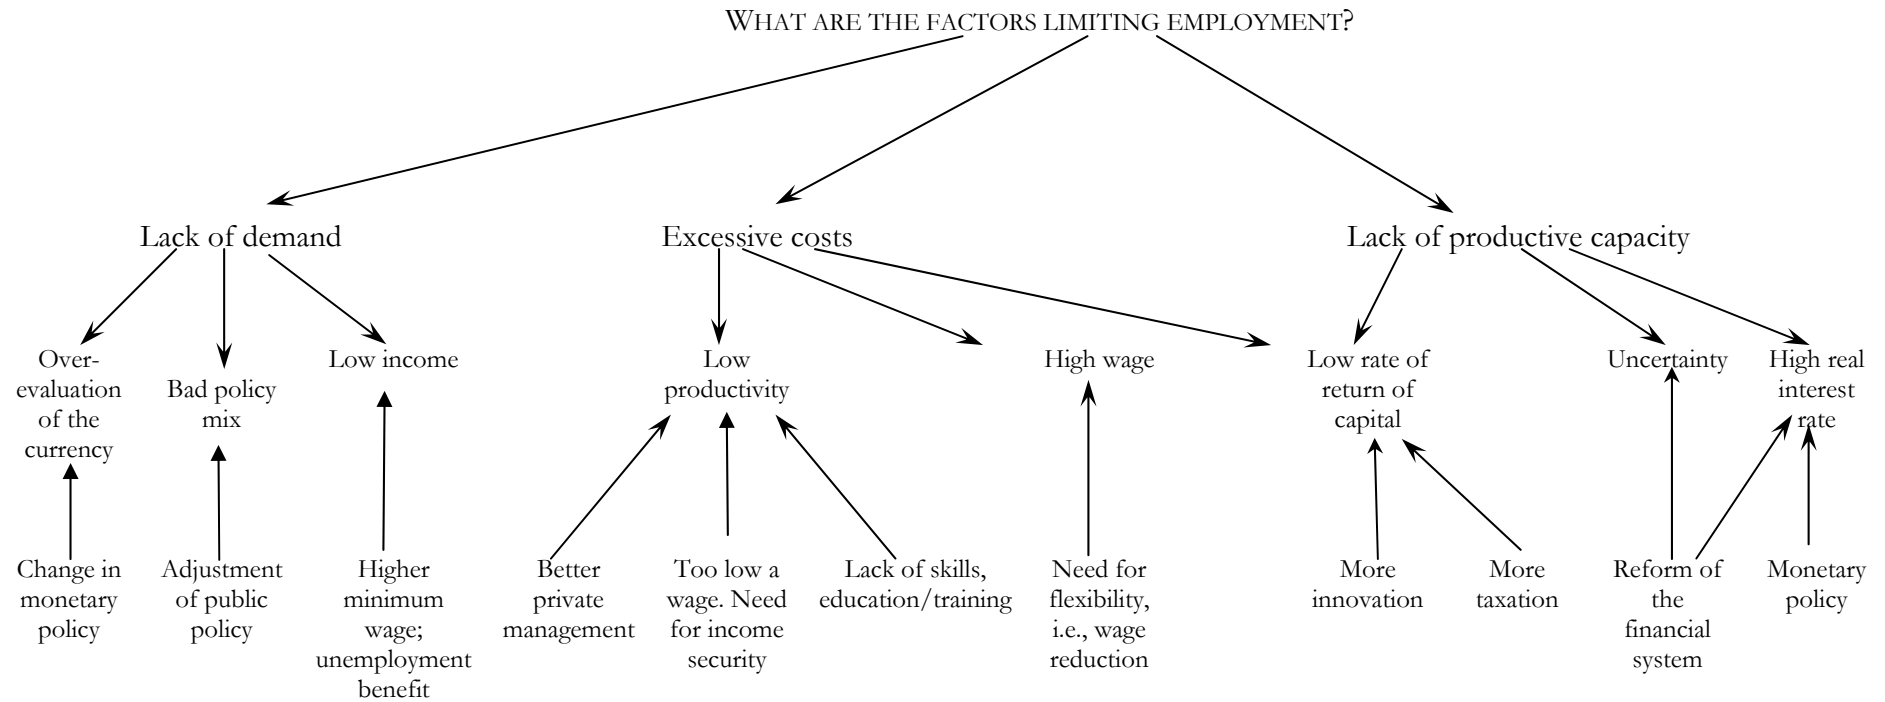 WHAT ARE THE FACTORS LIMITING EMPLOYMENT?
Lack of demand
Excessive costs
Lack of productive capacity
Over-
evaluation
of the
currency
Bad policy
mix
Low income
Low
productivity
High wage
Low rate of
return of
capital
Uncertainty
High real
interest
rate
Change in
monetary
policy
Adjustment
of public
policy
Higher
minimum
wage;
unemployment
benefit
Better
private
management
Too low a
wage. Need
for income
security
Lack of skills,
education/training
Need for
flexibility,
i.e., wage
reduction
More
innovation
More
taxation
Reform of
the
financial
system
Monetary
policy